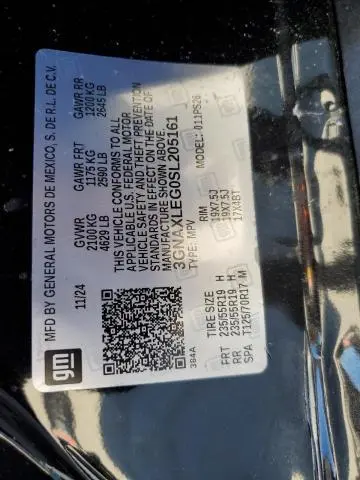 gm
MFD BY GENERAL MOTORS DE MEXICO, S. DE R.L. DE C.V.
11/24
GVWR GAWR FRT GAWR RR
2100 KG 1175 KG 1200 KG
4629 LB 2590 LB 2645 LB
THIS VEHICLE CONFORMS TO ALL
APPLICABLE U.S. FEDERAL MOTOR
VEHICLE SAFETY AND THEFT PREVENTION
STANDARDS IN EFFECT ON THE DATE OF
MANUFACTURE SHOWN ABOVE.
3GNAXLEG0SL205161
TYPE: MPV MODEL: 011PS26
384A
TIRE SIZE RIM
FRT 235/55R19 H 19X7.5J
RR 235/55R19 H 19X7.5J
SPA T125/70R17 M 17X4BT